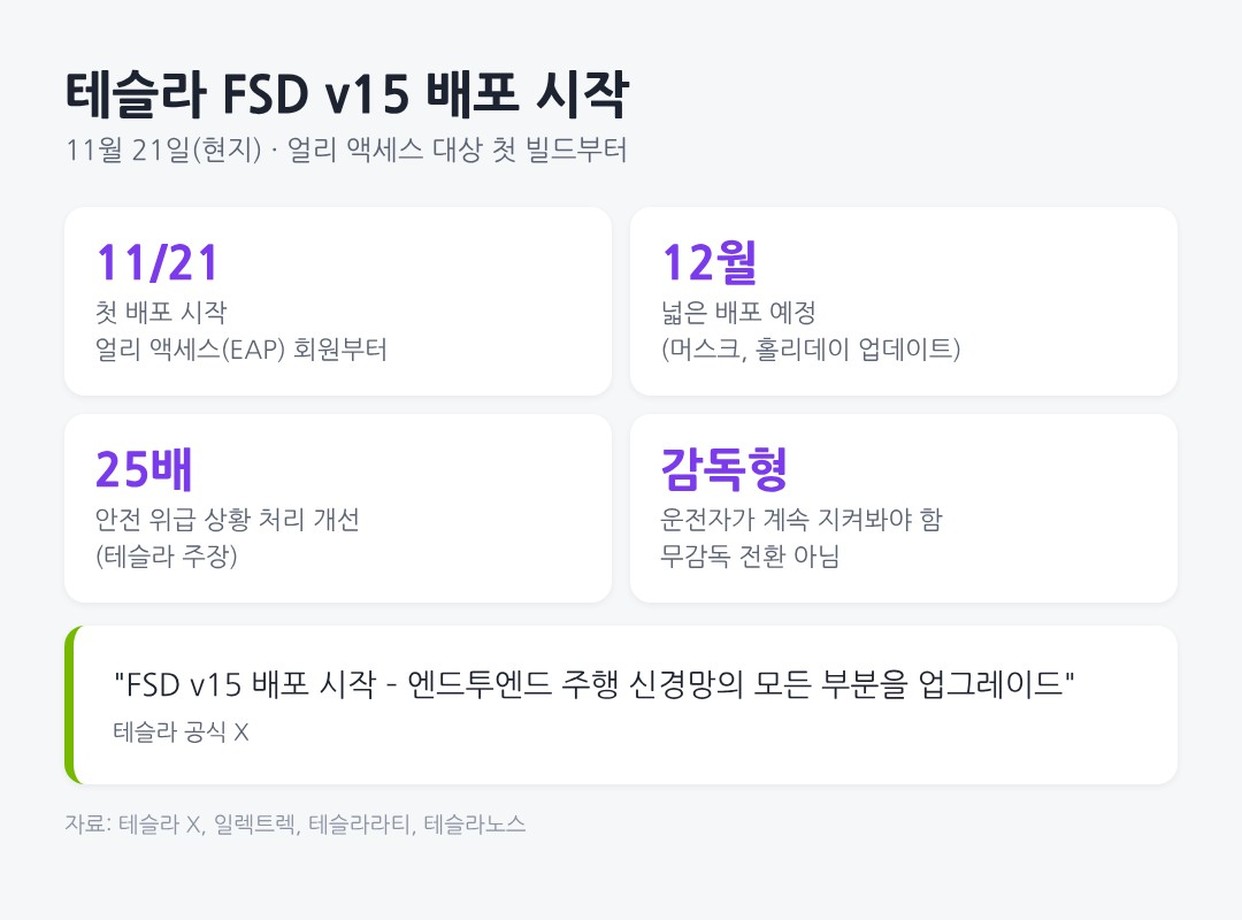 테슬라 FSD v15 배포 시작
11월 21일(현지) · 얼리 액세스 대상 첫 빌드부터
11/21
첫 배포 시작
얼리 액세스(EAP) 회원부터
12월
넓은 배포 예정
(머스크, 홀리데이 업데이트)
25배
안전 위급 상황 처리 개선
(테슬라 주장)
감독형
운전자가 계속 지켜봐야 함
무감독 전환 아님
"FSD v15 배포 시작 - 엔드투엔드 주행 신경망의 모든 부분을 업그레이드"
테슬라 공식 X
자료: 테슬라 X, 일렉트렉, 테슬라라티, 테슬라노스